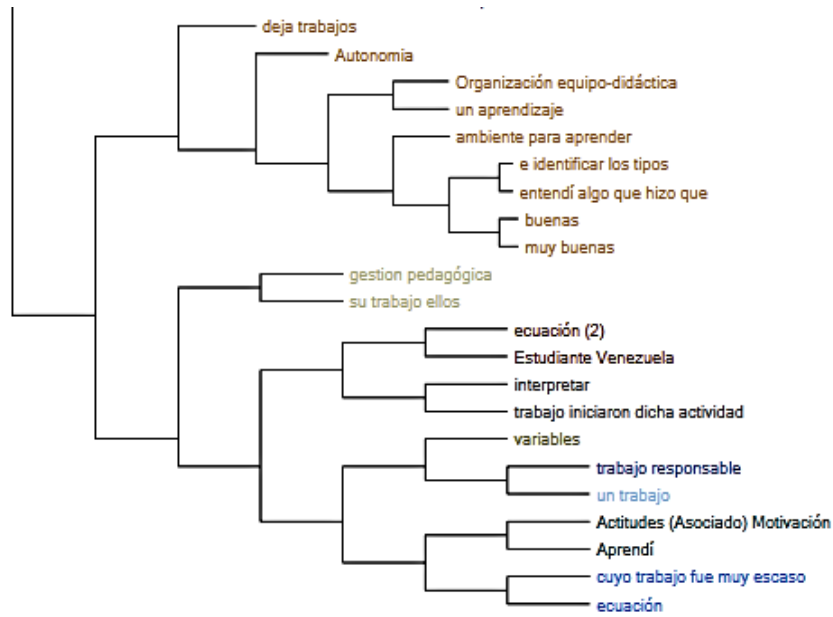 deja trabajos
Autonomia
Organización equipo-didáctica
un aprendizaje
ambiente para aprender
e identificar los tipos
entendí algo que hizo que
buenas
muy buenas
gestion pedagógica
su trabajo ellos
ecuación (2)
Estudiante Venezuela
interpretar
trabajo iniciaron dicha actividad
variables
trabajo responsable
un trabajo
Actitudes (Asociado) Motivación
Aprendí
cuyo trabajo fue muy escaso
ecuación